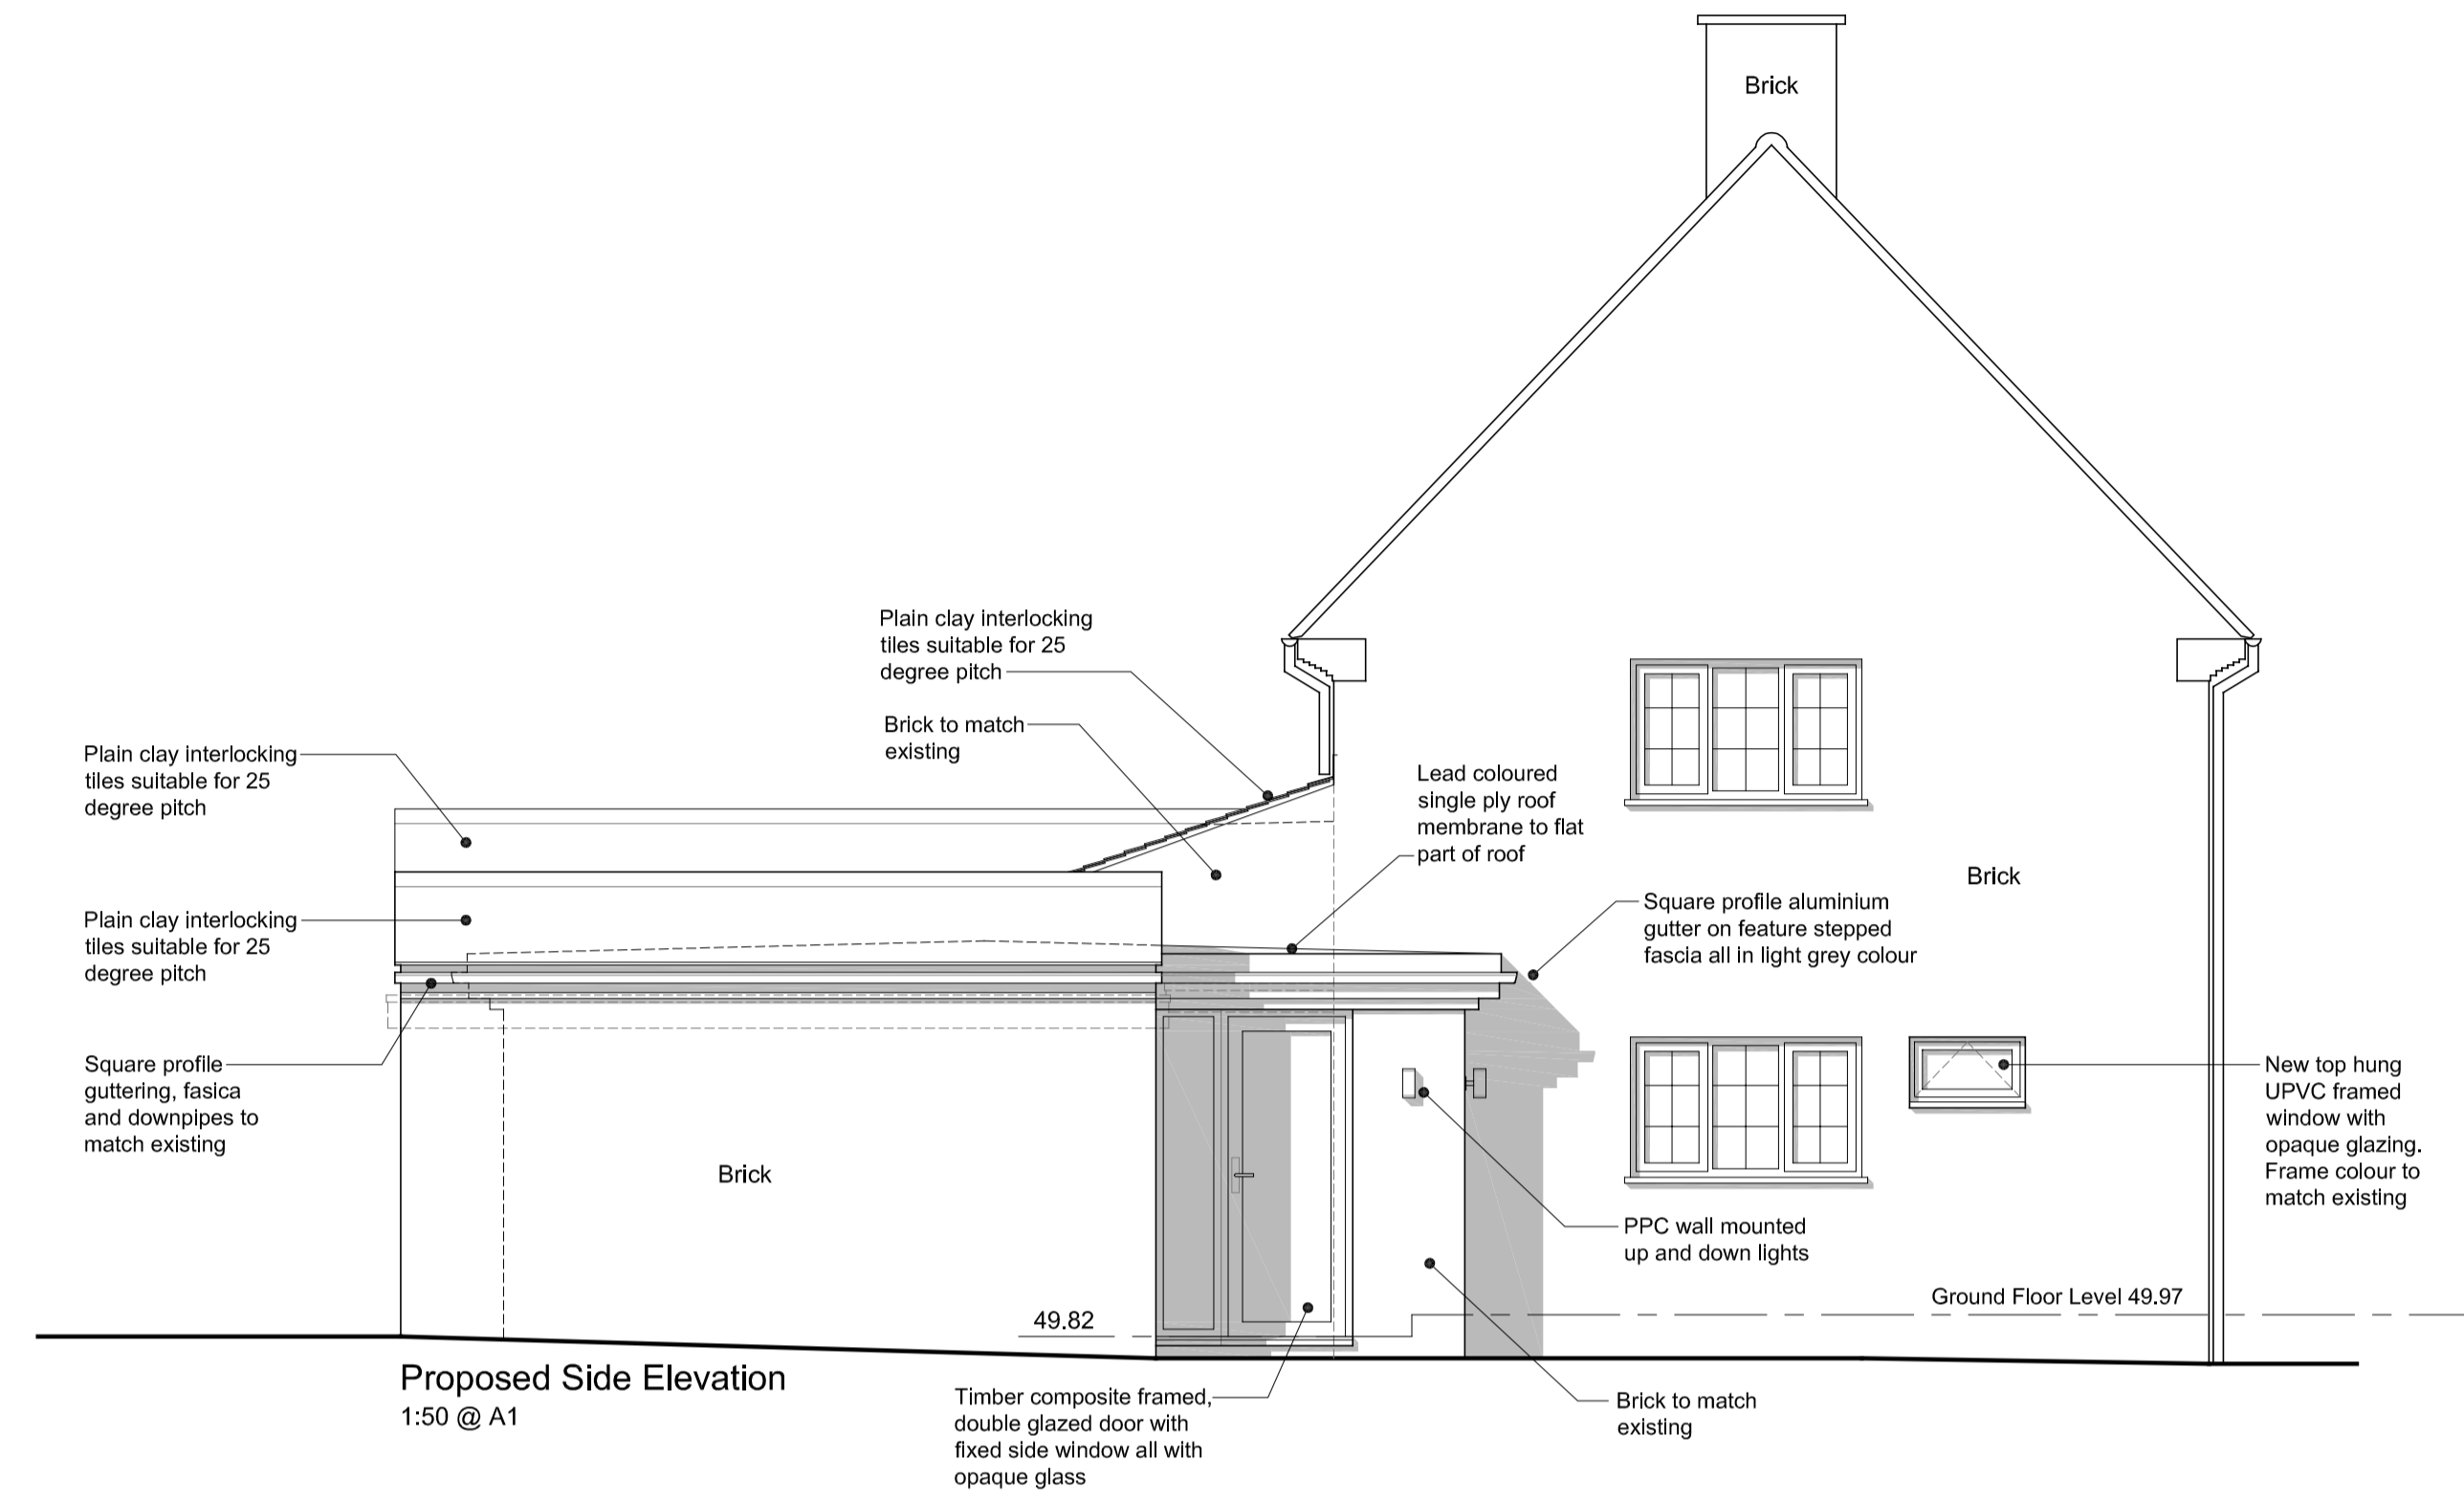 Brick
Plain clay interlocking
tiles suitable for 25
degree pitch
Brick to match
existing
Plain clay interlocking
tiles suitable for 25
degree pitch
Lead coloured
single ply roof
membrane to flat
part of roof
Brick
Square profile aluminium
gutter on feature stepped
fascia all in light grey colour
Plain clay interlocking
tiles suitable for 25
degree pitch
Square profile
guttering, fasica
and downpipes to
match existing
New top hung
UPVC framed
window with
opaque glazing.
Frame colour to
match existing
Brick
PPC wall mounted
up and down lights
Ground Floor Level 49.97
49.82
Proposed Side Elevation
1:50 @ A1
Timber composite framed,
double glazed door with
fixed side window all with
opaque glass
Brick to match
existing